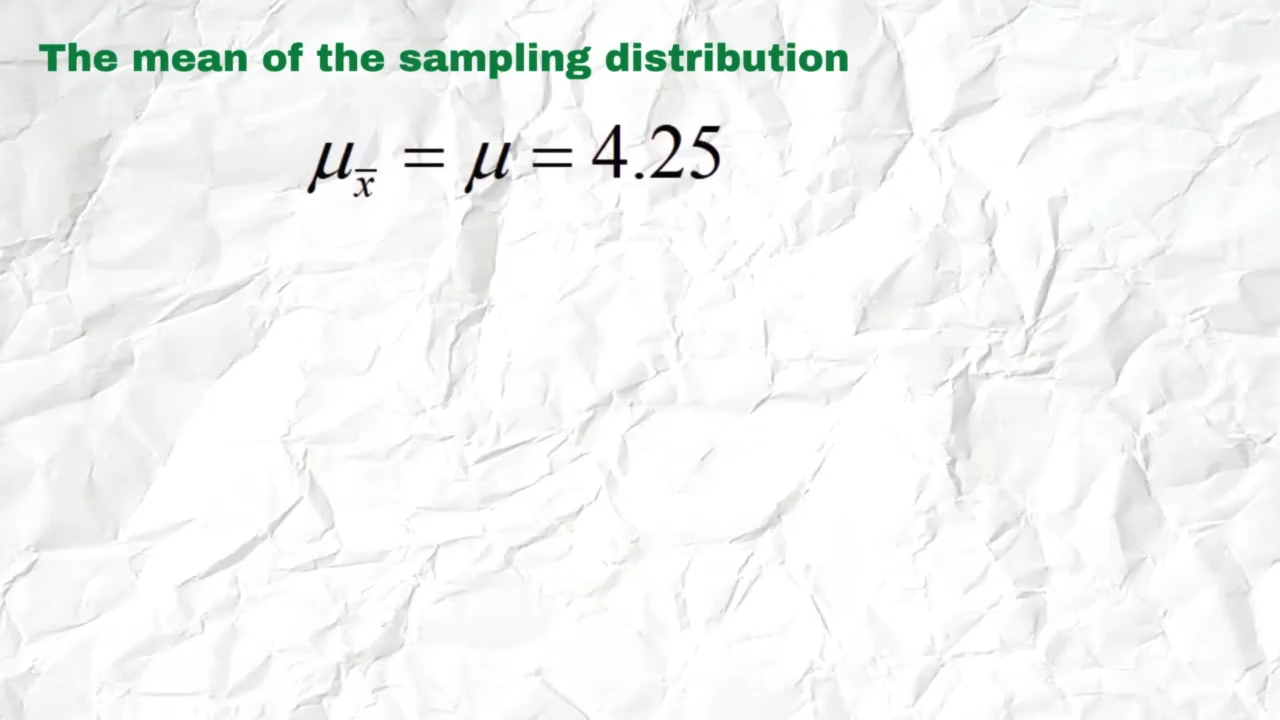 The mean of the sampling distribution
μx̄ = μ = 4.25